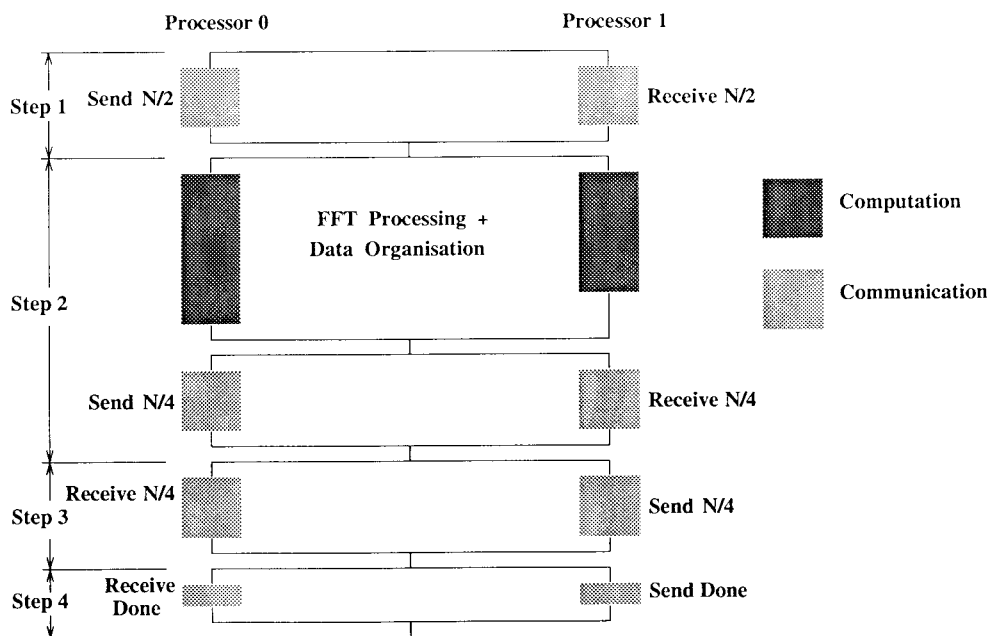 Processor 0
Processor 1
Step 1
Send N/2
Receive N/2
Step 2
FFT Processing +
Data Organisation
Computation
Communication
Send N/4
Receive N/4
Step 3
Receive N/4
Send N/4
Step 4
Receive
Done
Send Done